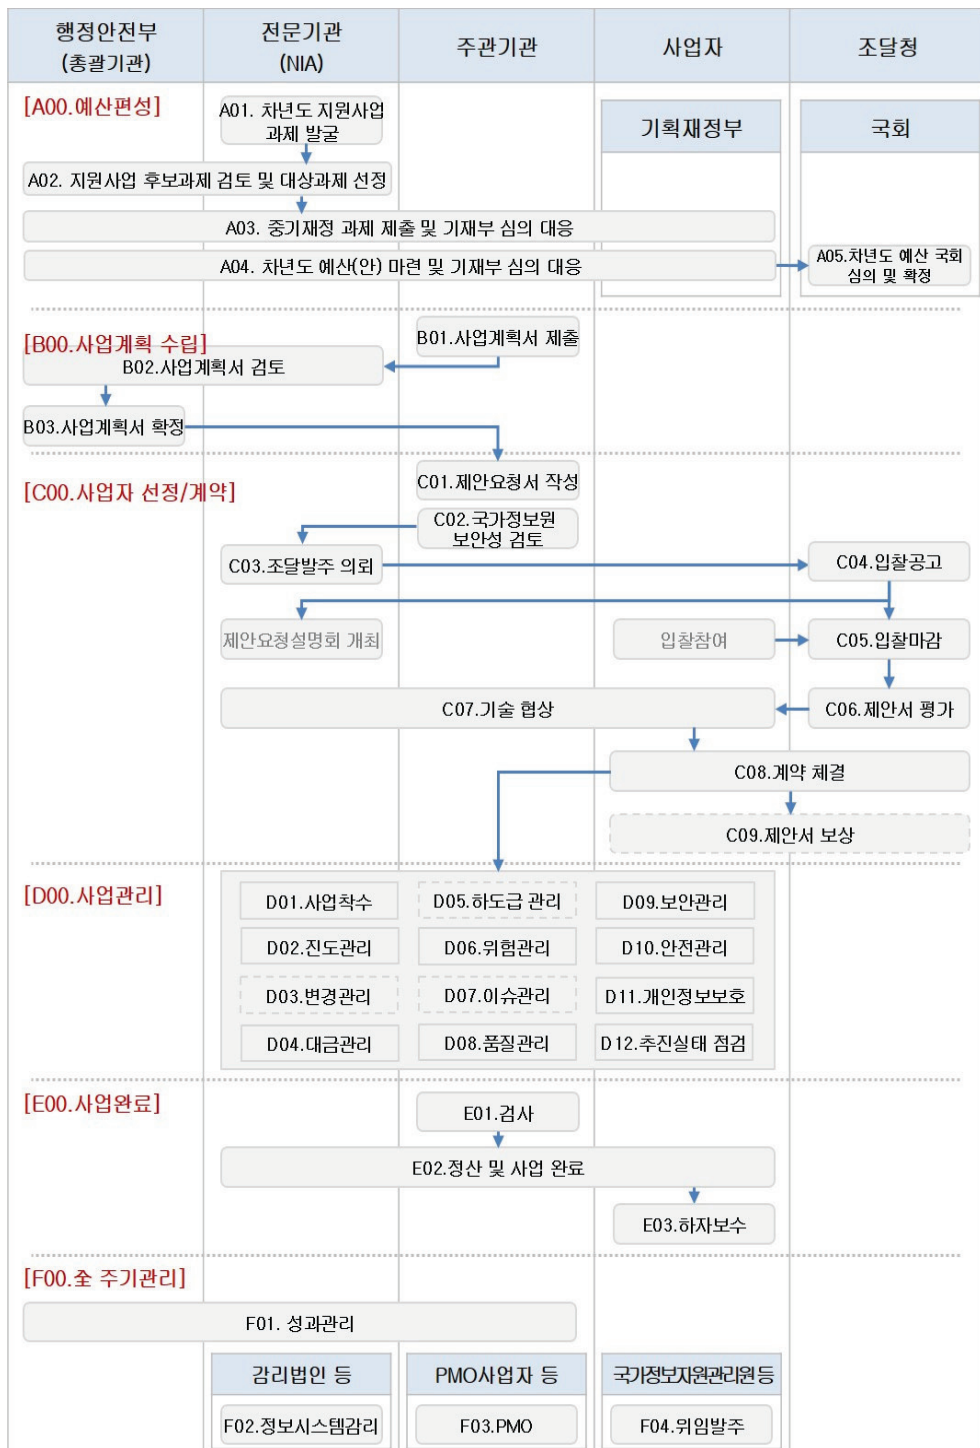 행정안전부
(총괄기관)
전문기관
(NIA)
주관기관
사업자
조달청
[A00.예산편성]
A01. 차년도 지원사업
과제 발굴
기획재정부
국회
A02. 지원사업 후보과제 검토 및 대상과제 선정
A03. 중기재정 과제 제출 및 기재부 심의 대응
A04. 차년도 예산(안) 마련 및 기재부 심의 대응
A05.차년도 예산 국회
심의 및 확정
[B00.사업계획 수립]
B01.사업계획서 제출
B02.사업계획서 검토
B03.사업계획서 확정
[C00.사업자 선정/계약]
C01.제안요청서 작성
C02.국가정보원
보안성 검토
C03.조달발주 의뢰
C04.입찰공고
제안요청설명회 개최
입찰참여
C05.입찰마감
C07.기술 협상
C06.제안서 평가
C08.계약 체결
C09.제안서 보상
[D00.사업관리]
D01.사업착수
D05.하도급 관리
D09.보안관리
D02.진도관리
D06.위험관리
D10.안전관리
D03.변경관리
D07.이슈관리
D11.개인정보보호
D04.대금관리
D08.품질관리
D12.추진실태 점검
[E00.사업완료]
E01.검사
E02.정산 및 사업 완료
E03.하자보수
[F00.全 주기관리]
F01. 성과관리
감리법인 등
PMO사업자 등
국가정보자원관리원 등
F02.정보시스템감리
F03.PMO
F04.위임발주